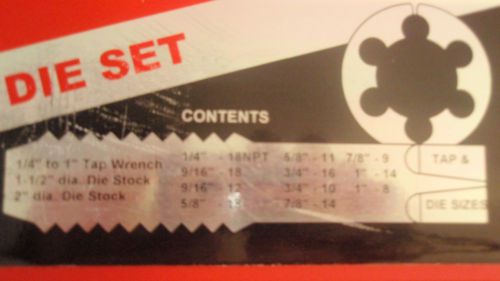 DIE SET
CONTENTS
1/4" to 1" Tap Wrench
1-1/2" dia. Die Stock
2" dia. Die Stock
1/4" - 18NPT
9/16" - 18
9/16" - 12
5/8" - 18
5/8" - 11
3/4" - 16
3/4" - 10
7/8" - 14
7/8" - 9
1" - 14
1" - 8
TAP &
DIE SIZES